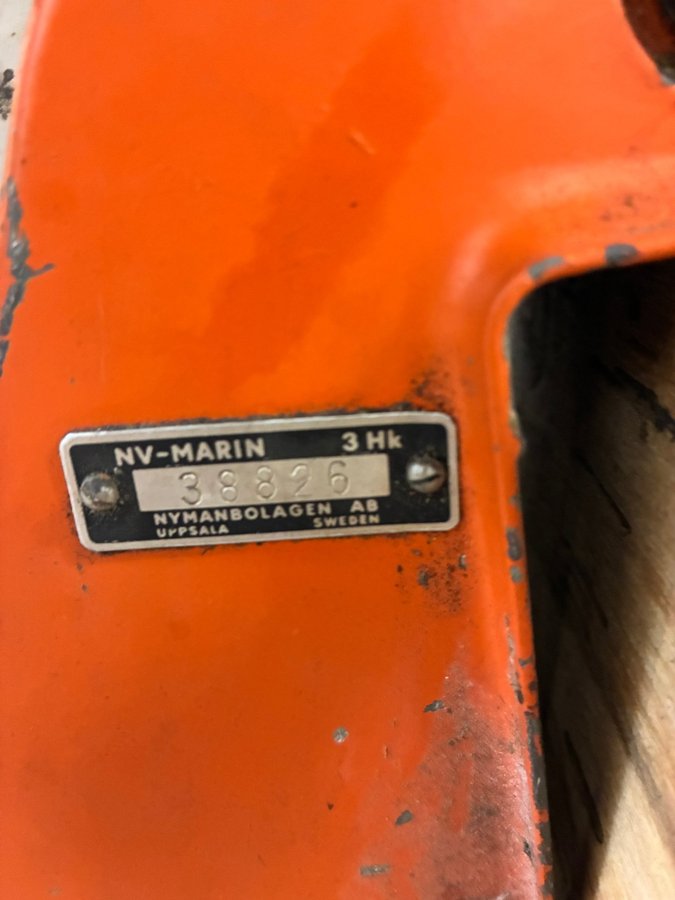 NV-MARIN 3 Hk
38826
NYMANBOLAGEN AB
UPPSALA SWEDEN